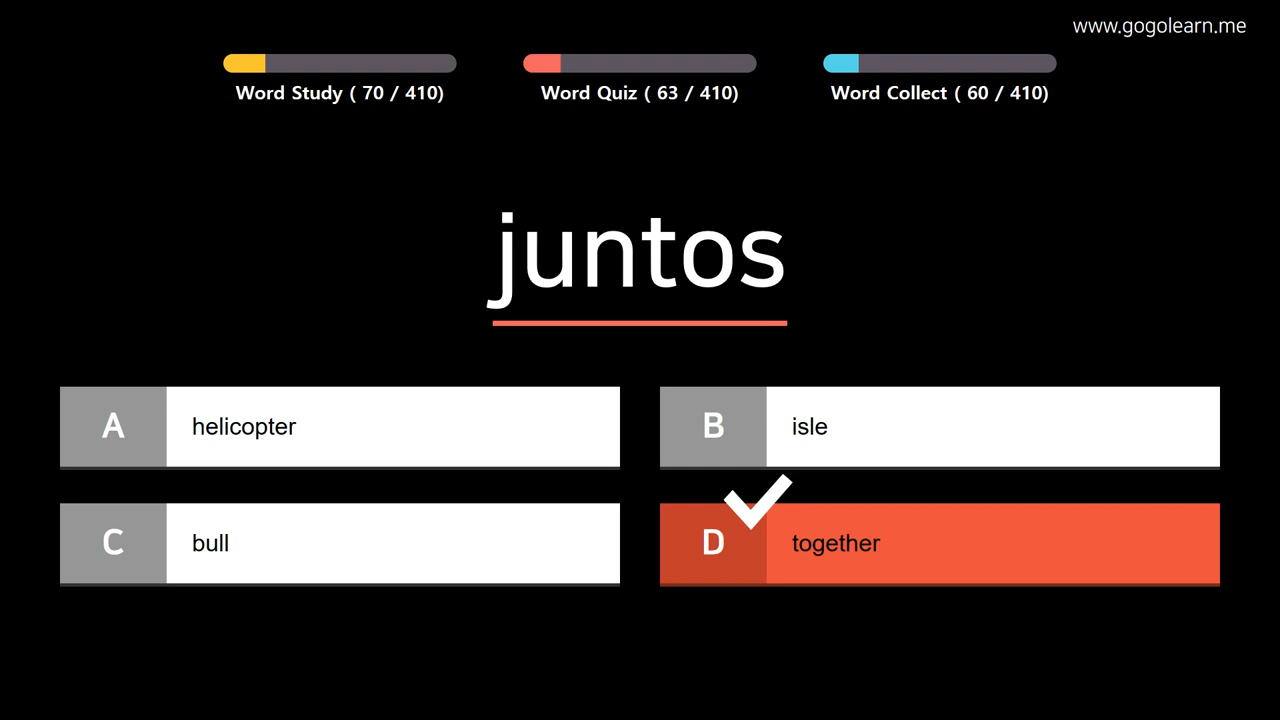 www.gogolearn.me
Word Study ( 70 / 410)
Word Quiz ( 63 / 410)
Word Collect ( 60 / 410)
juntos
A helicopter
B isle
C bull
D together